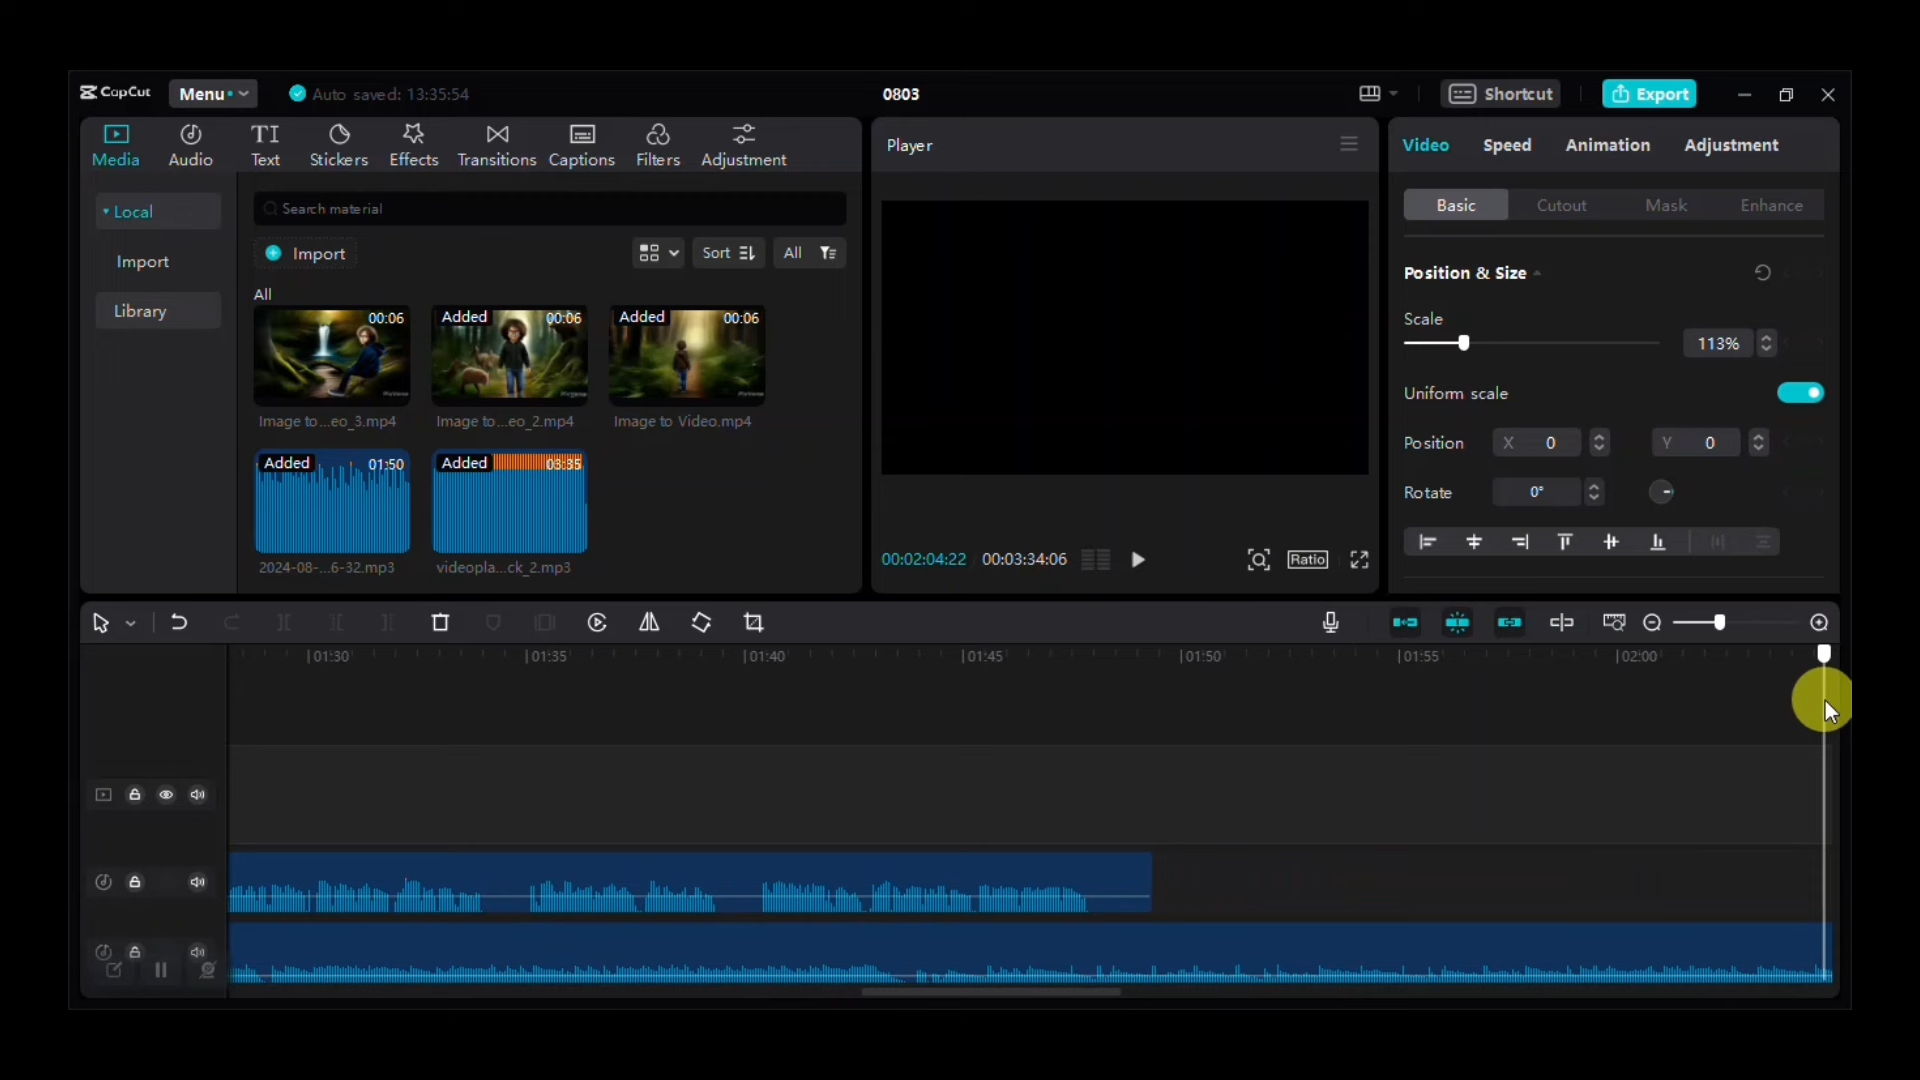 CapCut
Menu
Auto saved: 13:35:54
0803
Shortcut
Export
Media
Audio
TI
Text
Stickers
Effects
Transitions
Captions
Filters
Adjustment
Local
Import
Library
Search material
Import
Sort
All
All
00:06
Image to...eo_3.mp4
Added
00:06
Image to...eo_2.mp4
Added
00:06
Image to Video.mp4
Added
01:50
2024-08-...6-32.mp3
Added
03:35
videopla...ck_2.mp3
Player
00:02:04:22
00:03:34:06
Ratio
Video
Speed
Animation
Adjustment
Basic
Cutout
Mask
Enhance
Position & Size
Scale
113%
Uniform scale
Position
X 0
Y 0
Rotate
0°
01:30
01:35
01:40
01:45
01:50
01:55
02:00